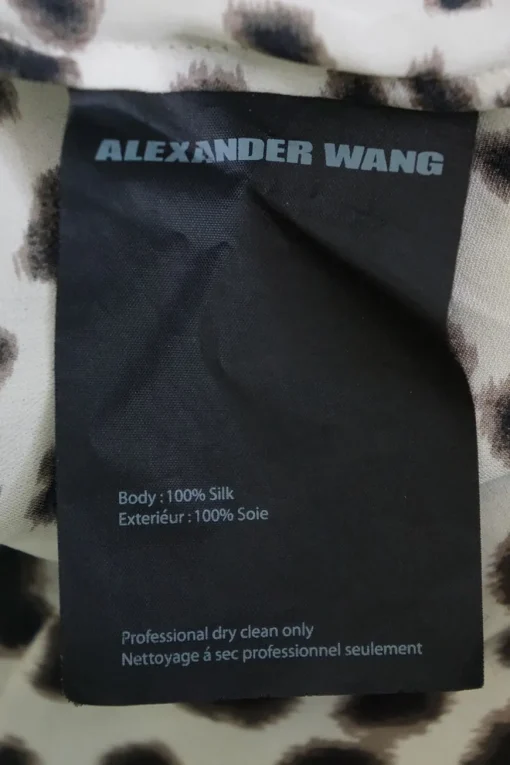 ALEXANDER WANG
Body : 100% Silk
Exteriéur : 100% Soie
Professional dry clean only
Nettoyage á sec professionnel seulement